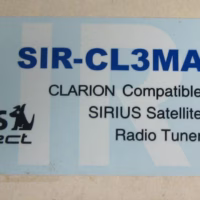 SIR-CL3MA
CLARION Compatible
SIRIUS Satellite
Radio Tuner